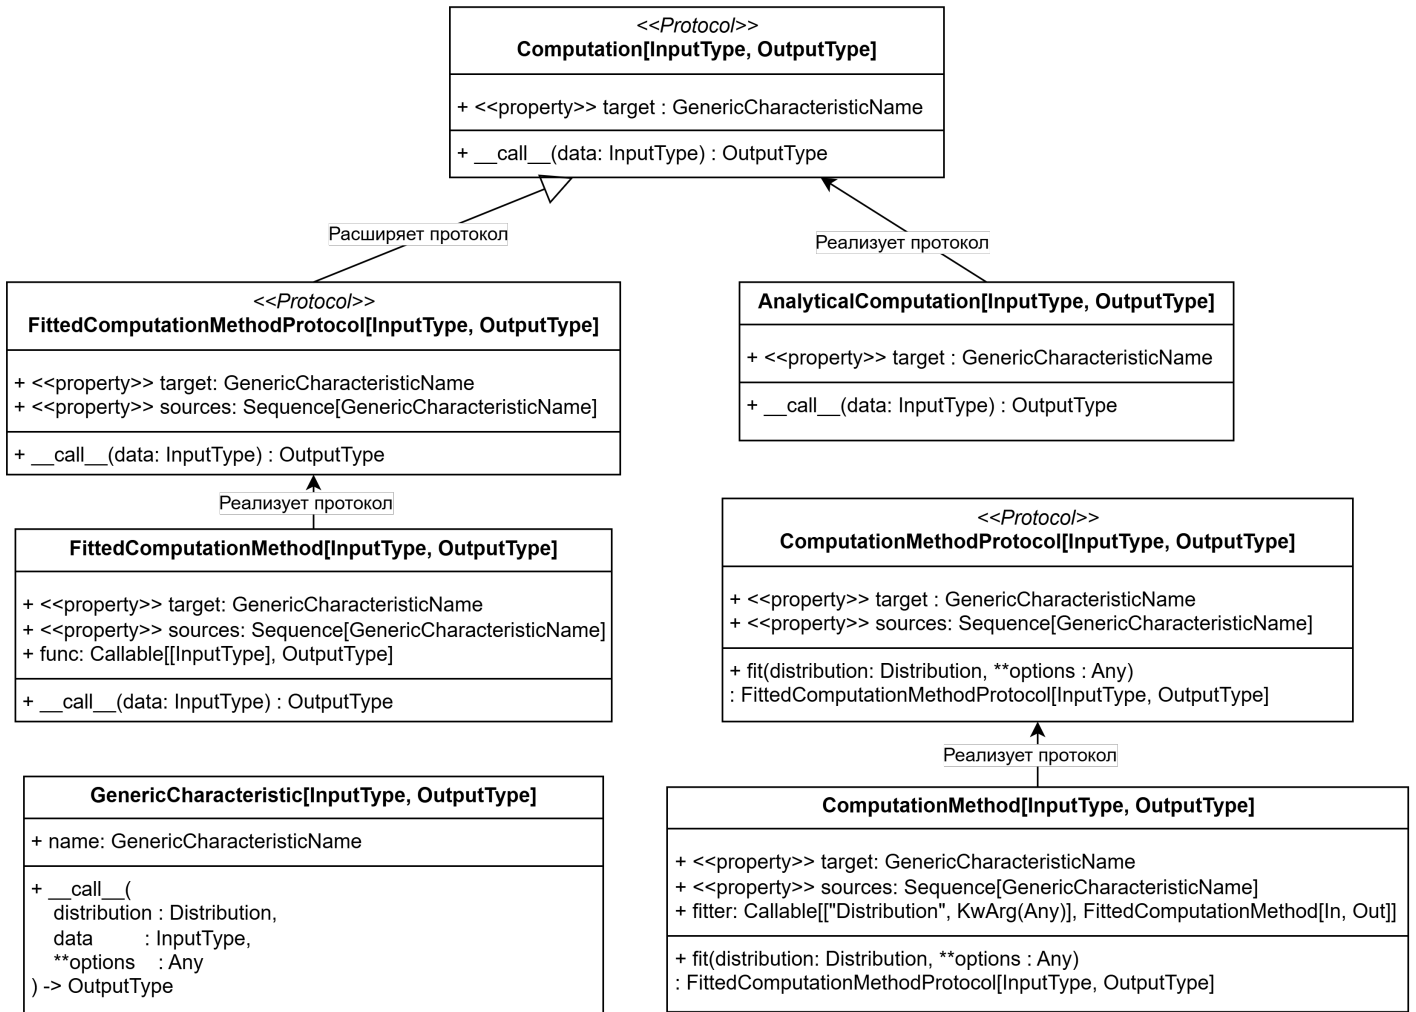 <<Protocol>>
Computation[InputType, OutputType]
+ <<property>> target : GenericCharacteristicName
+ __call__(data: InputType) : OutputType
Расширяет протокол
Реализует протокол
<<Protocol>>
FittedComputationMethodProtocol[InputType, OutputType]
+ <<property>> target: GenericCharacteristicName
+ <<property>> sources: Sequence[GenericCharacteristicName]
+ __call__(data: InputType) : OutputType
AnalyticalComputation[InputType, OutputType]
+ <<property>> target : GenericCharacteristicName
+ __call__(data: InputType) : OutputType
Реализует протокол
FittedComputationMethod[InputType, OutputType]
+ <<property>> target: GenericCharacteristicName
+ <<property>> sources: Sequence[GenericCharacteristicName]
+ func: Callable[[InputType], OutputType]
+ __call__(data: InputType) : OutputType
<<Protocol>>
ComputationMethodProtocol[InputType, OutputType]
+ <<property>> target : GenericCharacteristicName
+ <<property>> sources: Sequence[GenericCharacteristicName]
+ fit(distribution: Distribution, **options : Any)
: FittedComputationMethodProtocol[InputType, OutputType]
Реализует протокол
GenericCharacteristic[InputType, OutputType]
+ name: GenericCharacteristicName
+ __call__(
distribution : Distribution,
data : InputType,
**options : Any
) -> OutputType
ComputationMethod[InputType, OutputType]
+ <<property>> target: GenericCharacteristicName
+ <<property>> sources: Sequence[GenericCharacteristicName]
+ fitter: Callable[["Distribution", KwArg(Any)], FittedComputationMethod[In, Out]]
+ fit(distribution: Distribution, **options : Any)
: FittedComputationMethodProtocol[InputType, OutputType]